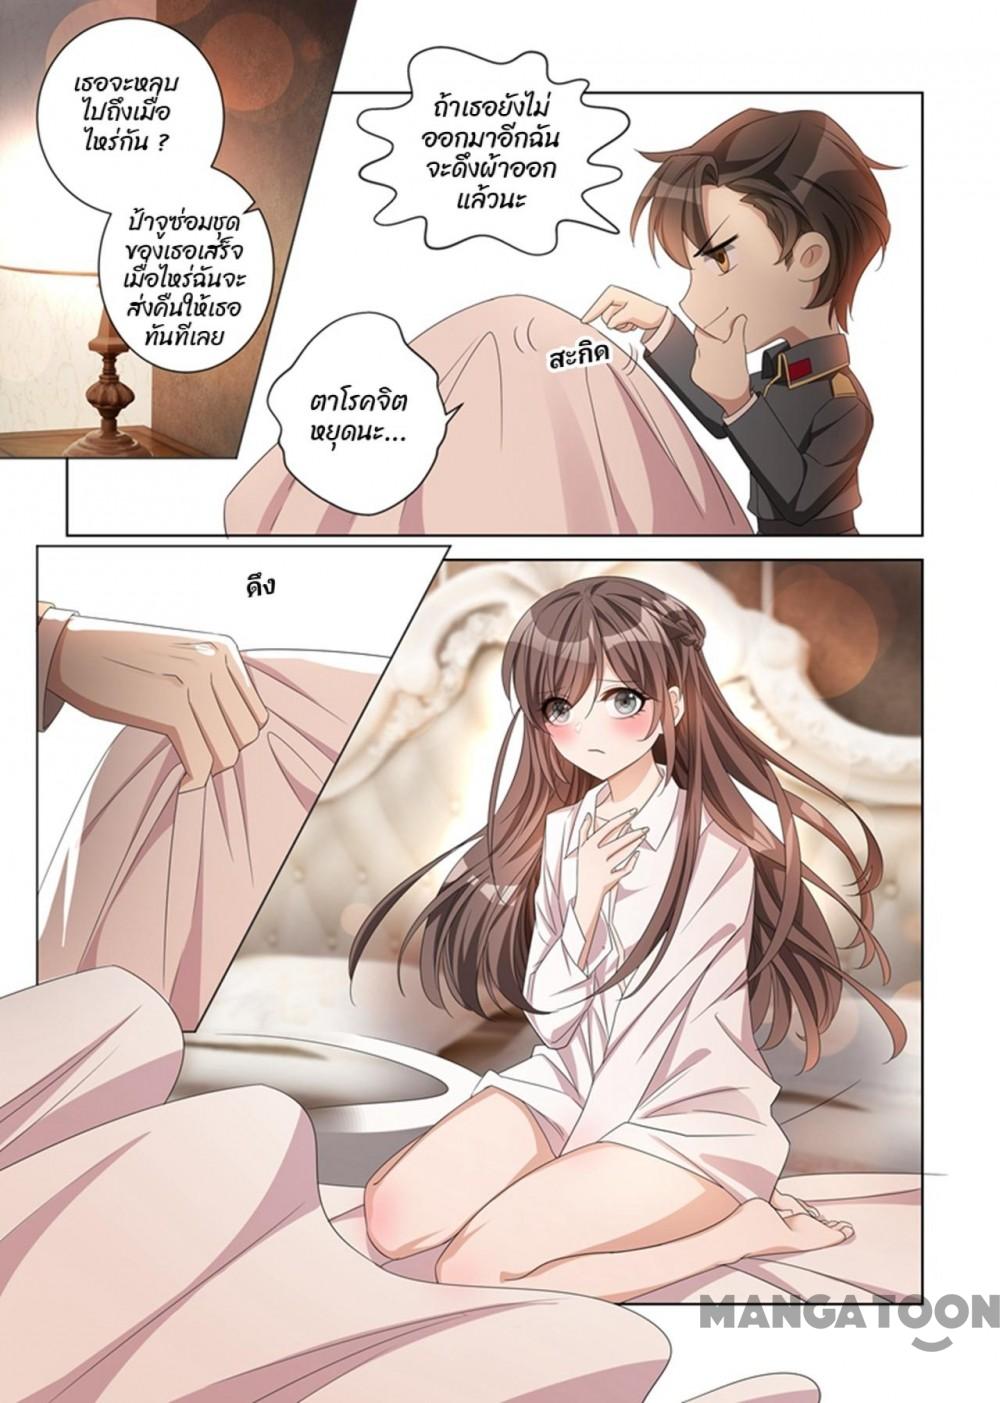 เธอจะหลบ
ไปถึงเมื่อ
ไหร่กัน ?
ป้าจูซ่อมชุด
ของเธอเสร็จ
เมื่อไหร่ฉันจะ
ส่งคืนให้เธอ
ทันทีเลย
ถ้าเธอยังไม่
ออกมาอีกฉัน
จะดึงผ้าออก
แล้วนะ
สะกิด
ตาโรคจิต
หยุดนะ...
ดึง
MANGATOON